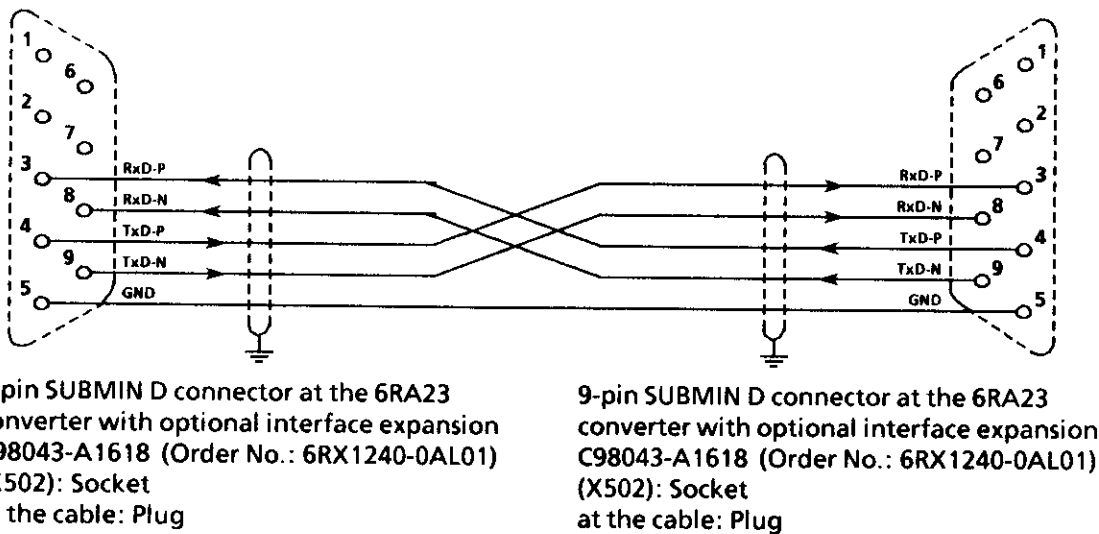 1
6
2
7
3 RxD-P
8 RxD-N
4 TxD-P
9 TxD-N
5 GND
1
6
2
7
RxD-P 3
RxD-N 8
TxD-P 4
TxD-N 9
GND 5
pin SUBMIN D connector at the 6RA23
onverter with optional interface expansion
98043-A1618 (Order No.: 6RX1240-0AL01)
502): Socket
the cable: Plug
9-pin SUBMIN D connector at the 6RA23
converter with optional interface expansion
C98043-A1618 (Order No.: 6RX1240-0AL01)
(X502): Socket
at the cable: Plug